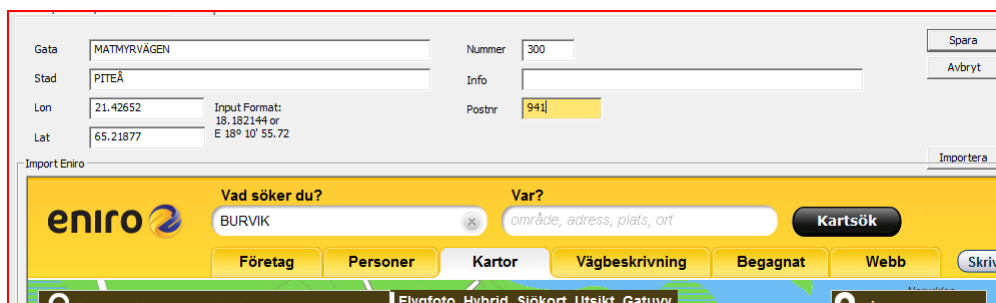 Gata MATMYRVÄGEN Nummer 300 Spara
Stad PITEÅ Info Avbryt
Lon 21.42652 Input Format: Postnr 941
18.182144 or
Lat 65.21877 E 18º 10' 55.72
Import Eniro Importera
Vad söker du? Var?
eniro BURVIK område, adress, plats, ort Kartsök
Företag Personer Kartor Vägbeskrivning Begagnat Webb Skriv
Flygfoto Hybrid Sjökort Utsikt Gatuvy